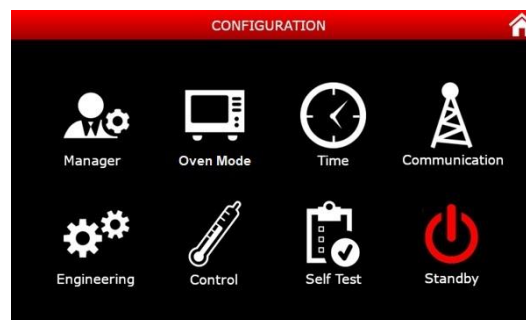 CONFIGURATION
Manager
Oven Mode
Time
Communication
Engineering
Control
Self Test
Standby